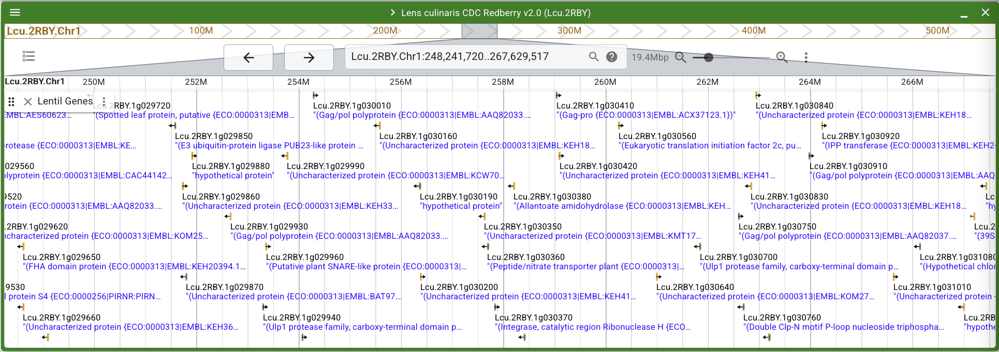 Lens culinaris CDC Redberry v2.0 (Lcu.2RBY)
Lcu.2RBY.Chr1 100M 200M 300M 400M 500M
Lcu.2RBY.Chr1:248,241,720..267,629,517 19.4Mbp
Lcu.2RBY.Chr1 250M 252M 254M 256M 258M 260M 262M 264M 266M
Lentil Genes
RBY.1g029720 Lcu.2RBY.1g030010 Lcu.2RBY.1g030410 Lcu.2RBY.1g030840
EMBL:AES60623... "(Spotted leaf protein, putative {ECO:0000313|EMB... "(Gag/pol polyprotein {ECO:0000313|EMBL:AAQ82033.... "(Gag-pro {ECO:0000313|EMBL:ACX37123.1})" "(Uncharacterized protein {ECO:0000313|EMBL:KEH18...
Lcu.2RBY.1g029850 Lcu.2RBY.1g030160 Lcu.2RBY.1g030560 Lcu.2RBY.1g030920
rotease {ECO:0000313|EMBL:KE... "(E3 ubiquitin-protein ligase PUB23-like protein ... "(Uncharacterized protein {ECO:0000313|EMBL:KEH18... "(Eukaryotic translation initiation factor 2c, pu... "(IPP transferase {ECO:0000313|EMBL:KEH2
029560 Lcu.2RBY.1g029880 Lcu.2RBY.1g029990 Lcu.2RBY.1g030420 Lcu.2RBY.1g030910
olyprotein {ECO:0000313|EMBL:CAC44142... "hypothetical protein" "(Uncharacterized protein {ECO:0000313|EMBL:KCW70... "(Uncharacterized protein {ECO:0000313|EMBL:KEH41... "(Gag/pol polyprotein {ECO:0000313|EMBL:AAQ
9520 Lcu.2RBY.1g029860 Lcu.2RBY.1g030190 Lcu.2RBY.1g030380 Lcu.2RBY.1g030830 Lc
rotein {ECO:0000313|EMBL:AAQ82033.... "(Uncharacterized protein {ECO:0000313|EMBL:KEH33... "hypothetical protein" "(Allantoate amidohydrolase {ECO:0000313|EMBL:KEH... "(Uncharacterized protein {ECO:0000313|EMBL:KEH18... "hy
.2RBY.1g029620 Lcu.2RBY.1g029930 Lcu.2RBY.1g030350 Lcu.2RBY.1g030750 Lcu.2
ncharacterized protein {ECO:0000313|EMBL:KOM25... "(Gag/pol polyprotein {ECO:0000313|EMBL:AAQ82033.... "(Uncharacterized protein {ECO:0000313|EMBL:KMT17... "(Gag/pol polyprotein {ECO:0000313|EMBL:AAQ82037.... "(39S
Lcu.2RBY.1g029650 Lcu.2RBY.1g029960 Lcu.2RBY.1g030360 Lcu.2RBY.1g030700 Lcu.2RBY.1g031080
"(FHA domain protein {ECO:0000313|EMBL:KEH20394.1... "(Putative plant SNARE-like protein {ECO:0000313|... "(Peptide/nitrate transporter plant {ECO:0000313|... "(Ulp1 protease family, carboxy-terminal domain p... "(Hypothetical chlor
9530 Lcu.2RBY.1g029870 Lcu.2RBY.1g030200 Lcu.2RBY.1g030640 Lcu.2RBY.1g031010
l protein S4 {ECO:0000256|PIRNR:PIRN... "(Uncharacterized protein {ECO:0000313|EMBL:BAT97... "(Uncharacterized protein {ECO:0000313|EMBL:KEH41... "(Uncharacterized protein {ECO:0000313|EMBL:KOM27... "(Uncharacterized protein
Lcu.2RBY.1g029660 Lcu.2RBY.1g029940 Lcu.2RBY.1g030370 Lcu.2RBY.1g030760 Lcu.2RB
"(Uncharacterized protein {ECO:0000313|EMBL:KEH36... "(Ulp1 protease family, carboxy-terminal domain p... "(Integrase, catalytic region Ribonuclease H {ECO... "(Double Clp-N motif P-loop nucleoside triphospha... "hypothe